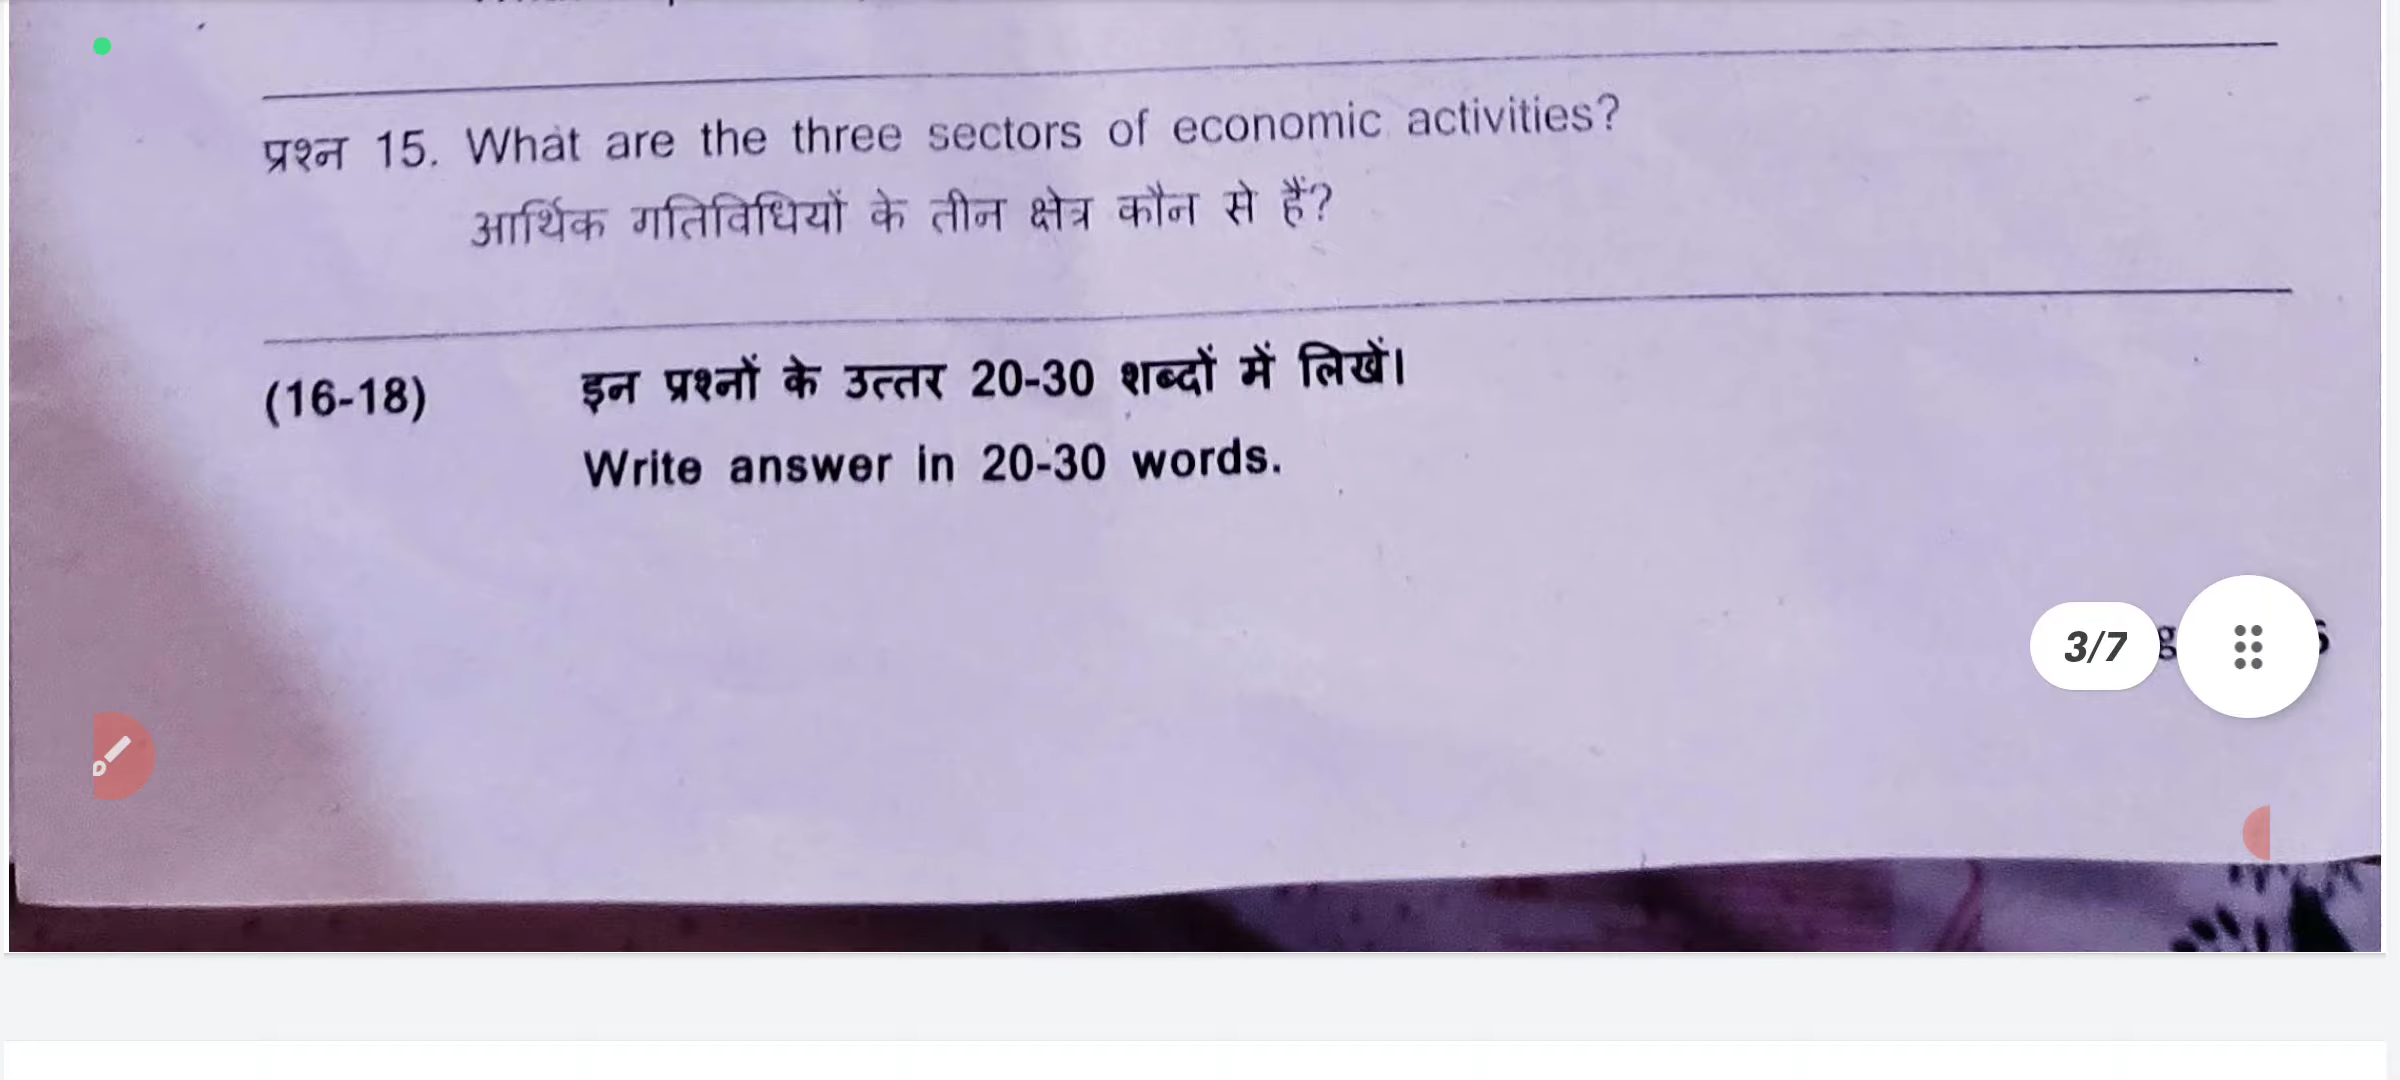 प्रश्न 15. What are the three sectors of economic activities?
आर्थिक गतिविधियों के तीन क्षेत्र कौन से हैं?
(16-18) इन प्रश्नों के उत्तर 20-30 शब्दों में लिखें।
Write answer in 20-30 words.
3/7